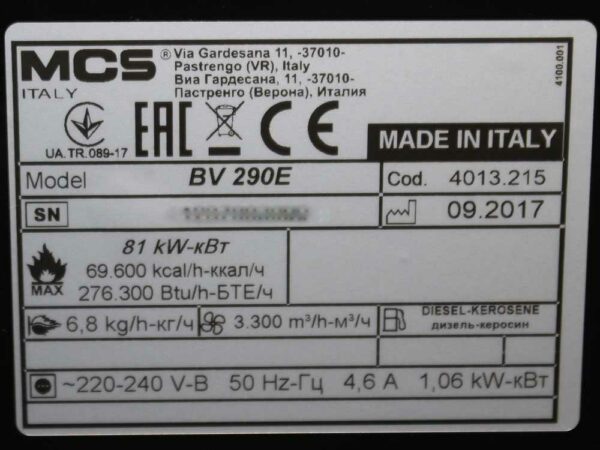 MCS ® Via Gardesana 11, -37010-
Pastrengo (VR), Italy
ITALY Виа Гардесана, 11, -37010-
Пастренго (Верона), Италия
4100.001
UA.TR.089-17 EAC CE MADE IN ITALY
Model BV 290E Cod. 4013.215
SN 09.2017
81 kW-кВт
69.600 kcal/h-ккал/ч
MAX 276.300 Btu/h-БТЕ/ч
6,8 kg/h-кг/ч 3.300 m³/h-м³/ч DIESEL-KEROSENE
дизель-керосин
~220-240 V-В 50 Hz-Гц 4,6 A 1,06 kW-кВт